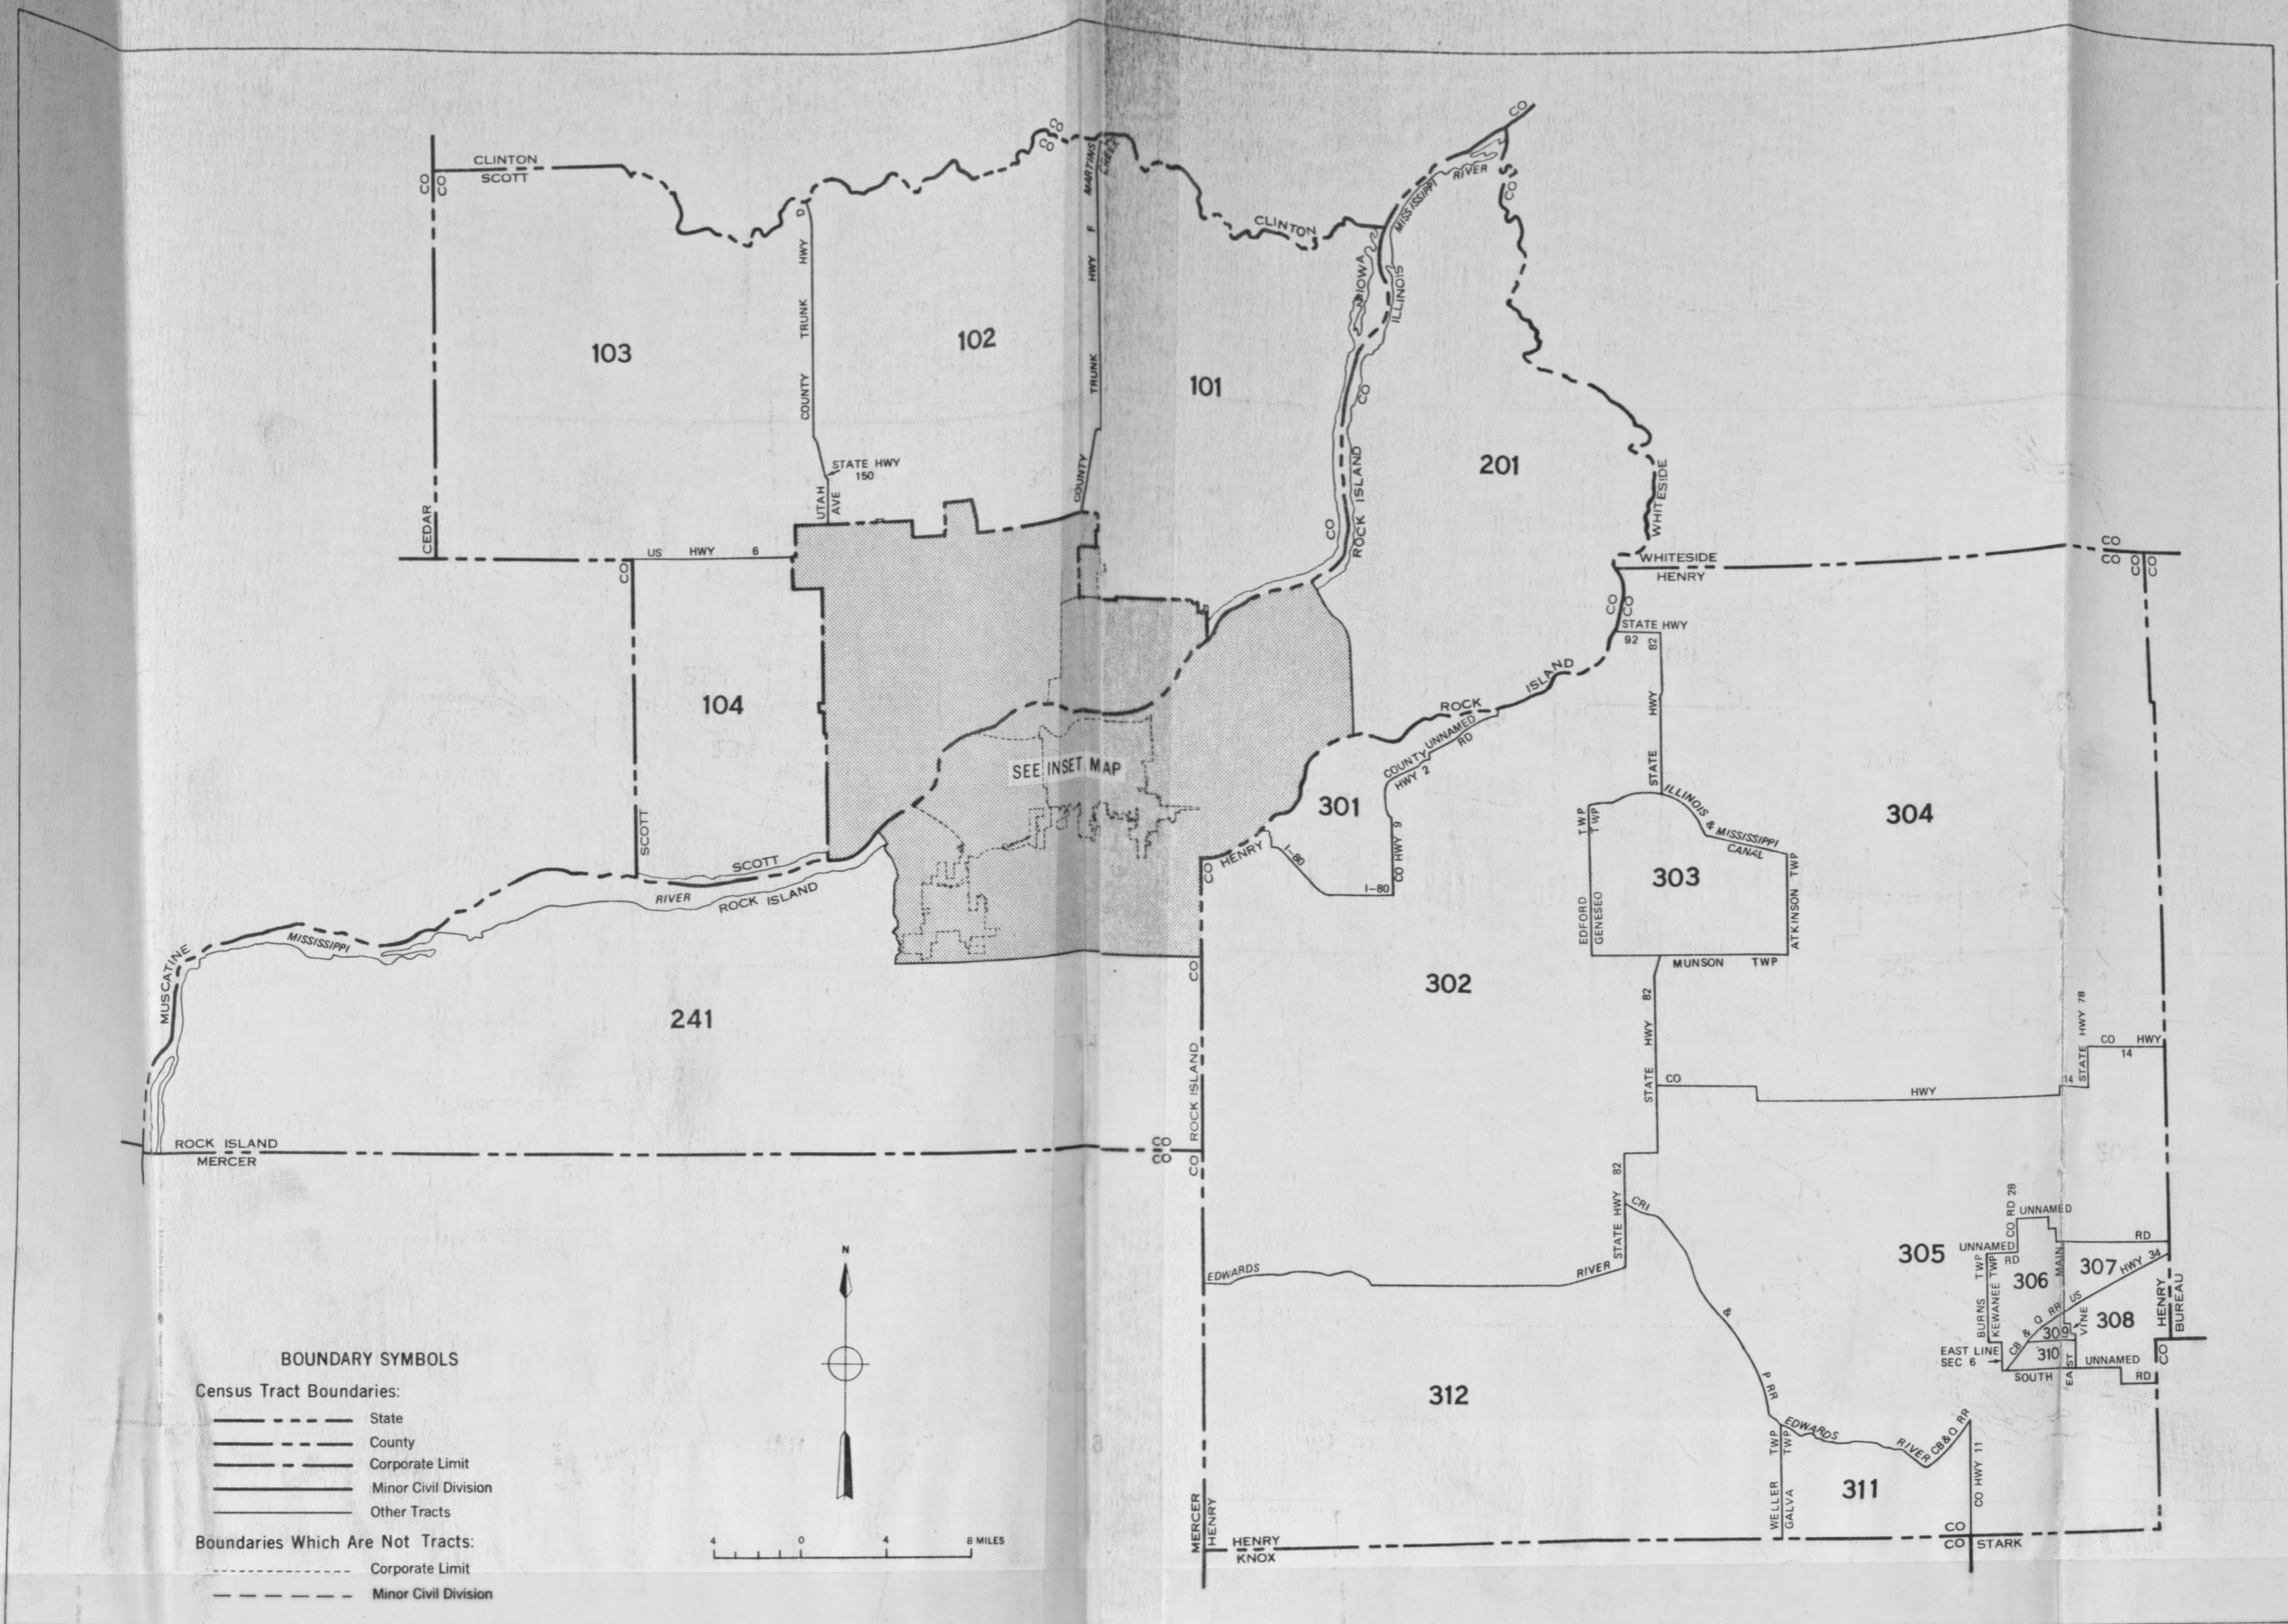 CO
CLINTON
SCOTT
CO
CO
CO
CO
MARTINS
CREEK
CLINTON
CO
MISSISSIPPI
RIVER
CO
IOWA
ILLINOIS
COUNTY TRUNK HWY D
COUNTY TRUNK HWY F
103
102
101
CO
201
STATE HWY
150
UTAH
AVE
CEDAR
CO
ROCK ISLAND
WHITESIDE
US HWY 6
CO
WHITESIDE
HENRY
CO
CO
CO
CO
CO
CO
STATE HWY
92
STATE HWY 82
104
ROCK ISLAND
COUNTY
HWY 2
UNNAMED
RD
SEE INSET MAP
301
CO HWY 9
I-80
I-80
HENRY
CO
SCOTT
SCOTT
RIVER
ROCK ISLAND
MISSISSIPPI
MUSCATINE
ILLINOIS & MISSISSIPPI
CANAL
TWP
TWP
EDFORD
GENESEO
303
ATKINSON TWP
MUNSON TWP
304
302
241
CO
ROCK ISLAND
STATE HWY 82
STATE HWY 78
CO HWY
14
CO HWY 14
ROCK ISLAND
MERCER
CO
CO
CO
STATE HWY 82
CRI & P RR
EDWARDS RIVER
305
CO RD 28
UNNAMED
UNNAMED
RD
RD
BURNS TWP
KEWANEE TWP
306
MAIN
307
US HWY 34
CB & Q RR
309
VINE
308
310
EAST LINE
SEC 6
SOUTH
EAST
UNNAMED
RD
HENRY
BUREAU
CO
312
EDWARDS RIVER
CB & Q RR
WELLER TWP
GALVA TWP
311
CO HWY 11
MERCER
HENRY
HENRY
KNOX
CO
CO
STARK
N
4 0 4 8 MILES
BOUNDARY SYMBOLS
Census Tract Boundaries:
State
County
Corporate Limit
Minor Civil Division
Other Tracts
Boundaries Which Are Not Tracts:
Corporate Limit
Minor Civil Division